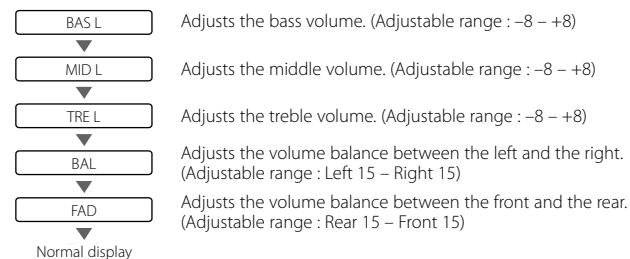 BAS L
Adjusts the bass volume. (Adjustable range : –8 – +8)
MID L
Adjusts the middle volume. (Adjustable range : –8 – +8)
TRE L
Adjusts the treble volume. (Adjustable range : –8 – +8)
BAL
Adjusts the volume balance between the left and the right.
(Adjustable range : Left 15 – Right 15)
FAD
Adjusts the volume balance between the front and the rear.
(Adjustable range : Rear 15 – Front 15)
Normal display